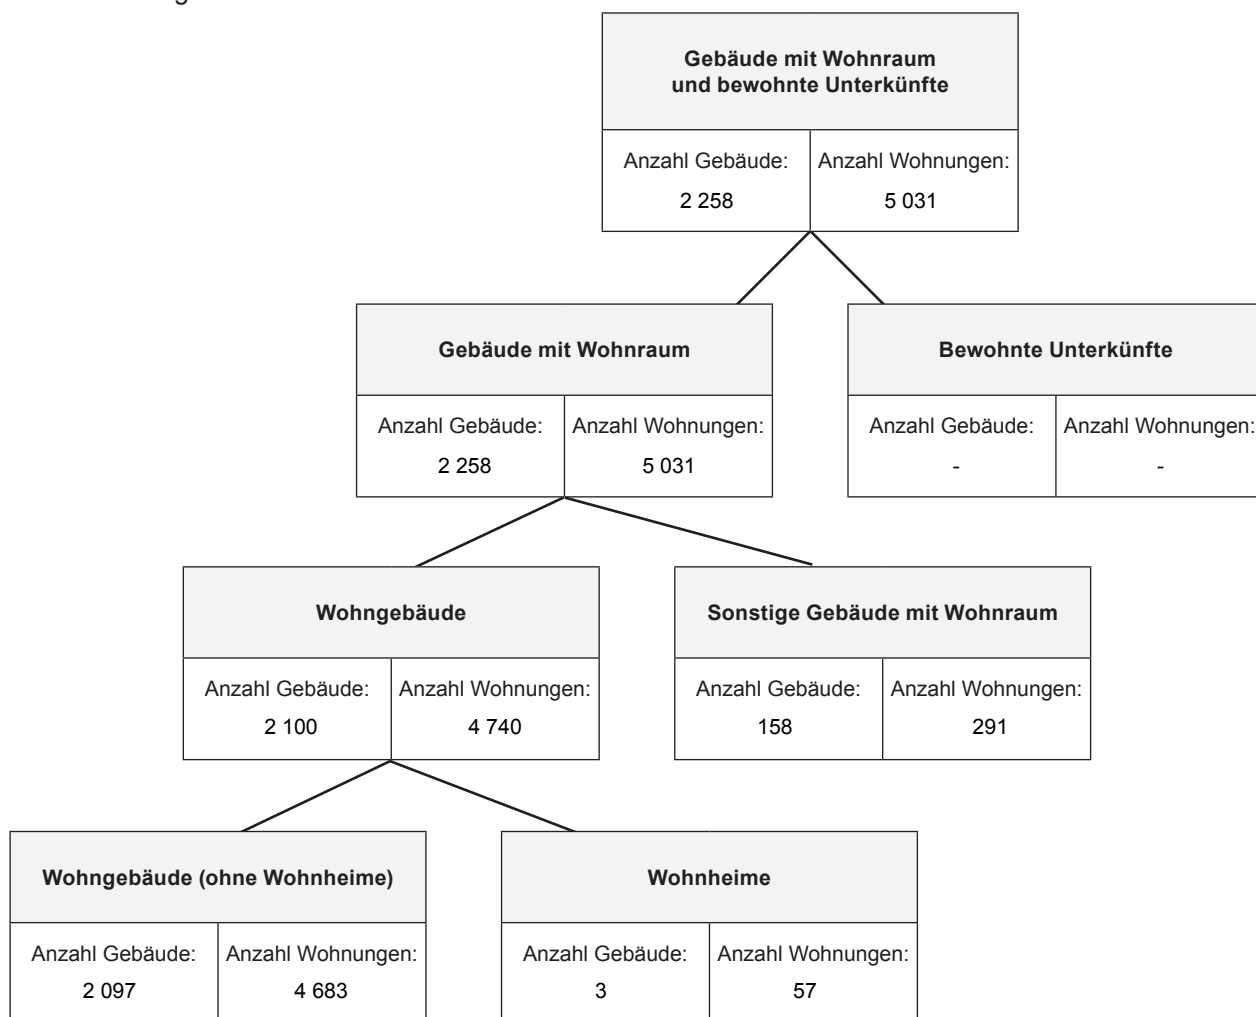 Gebäude mit Wohnraum
und bewohnte Unterkünfte
Anzahl Gebäude: Anzahl Wohnungen:
2 258 5 031
Gebäude mit Wohnraum Bewohnte Unterkünfte
Anzahl Gebäude: Anzahl Wohnungen: Anzahl Gebäude: Anzahl Wohnungen:
2 258 5 031 - -
Wohngebäude Sonstige Gebäude mit Wohnraum
Anzahl Gebäude: Anzahl Wohnungen: Anzahl Gebäude: Anzahl Wohnungen:
2 100 4 740 158 291
Wohngebäude (ohne Wohnheime) Wohnheime
Anzahl Gebäude: Anzahl Wohnungen: Anzahl Gebäude: Anzahl Wohnungen:
2 097 4 683 3 57